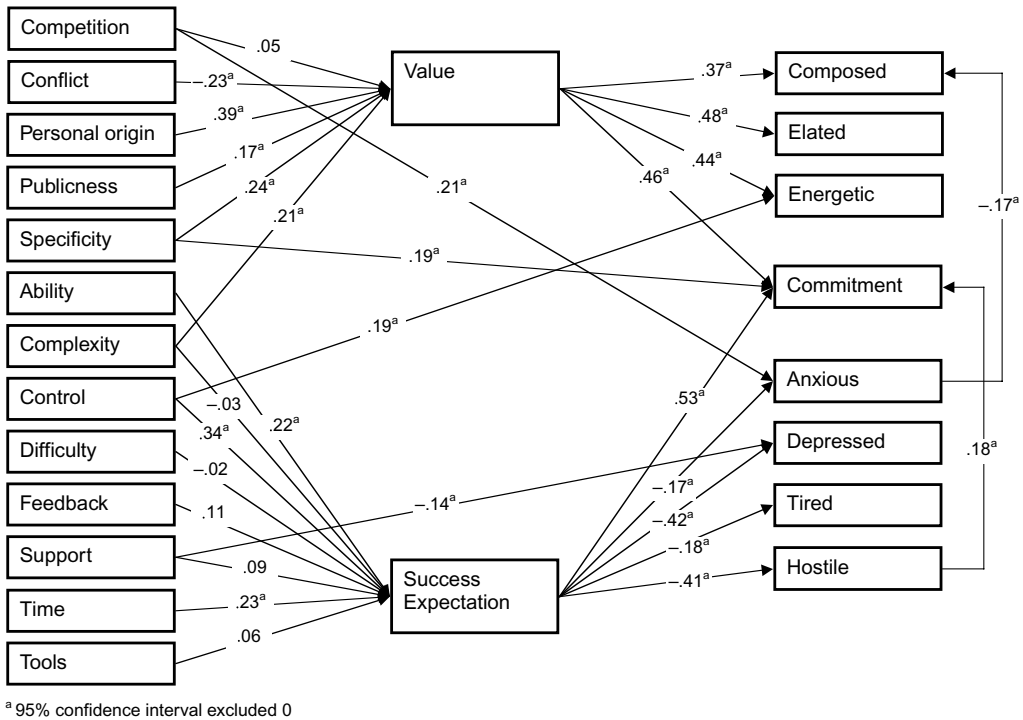 Competition
Conflict
Personal origin
Publicness
Specificity
Ability
Complexity
Control
Difficulty
Feedback
Support
Time
Tools
.05
–.23ᵃ
.39ᵃ
.17ᵃ
.24ᵃ
.21ᵃ
.21ᵃ
.19ᵃ
.19ᵃ
–.03
.22ᵃ
.34ᵃ
–.02
.11
–.14ᵃ
.09
.23ᵃ
.06
Value
Success
Expectation
.37ᵃ
.48ᵃ
.44ᵃ
.46ᵃ
.53ᵃ
–.17ᵃ
–.42ᵃ
–.18ᵃ
–.41ᵃ
Composed
Elated
Energetic
Commitment
Anxious
Depressed
Tired
Hostile
–.17ᵃ
.18ᵃ
ᵃ 95% confidence interval excluded 0